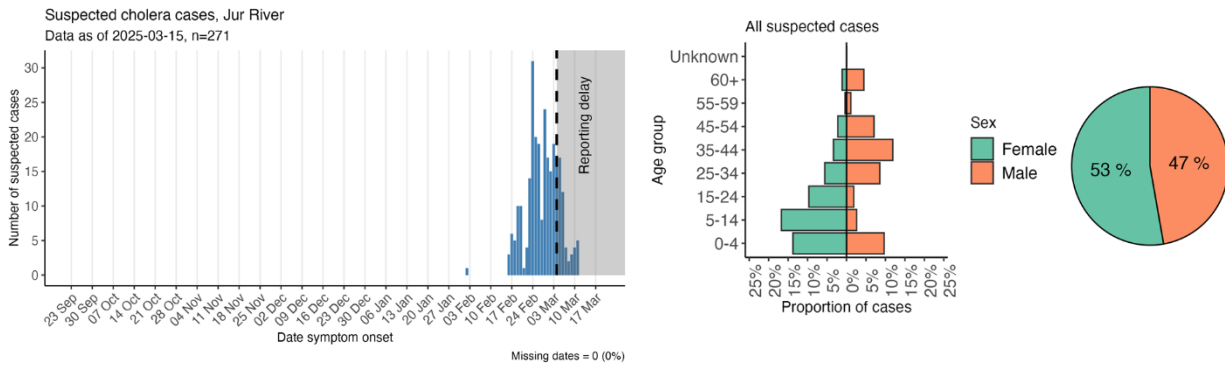 Suspected cholera cases, Jur River
Data as of 2025-03-15, n=271
Number of suspected cases
30
25
20
15
10
5
0
Reporting delay
23 Sep
30 Sep
07 Oct
14 Oct
21 Oct
28 Oct
04 Nov
11 Nov
18 Nov
25 Nov
02 Dec
09 Dec
16 Dec
23 Dec
30 Dec
06 Jan
13 Jan
20 Jan
27 Jan
03 Feb
10 Feb
17 Feb
24 Feb
03 Mar
10 Mar
17 Mar
Date symptom onset
Missing dates = 0 (0%)
All suspected cases
Age group
Unknown
60+
55-59
45-54
35-44
25-34
15-24
5-14
0-4
25%
20%
15%
10%
5%
0%
5%
10%
15%
20%
25%
Proportion of cases
Sex
Female
Male
53 %
47 %